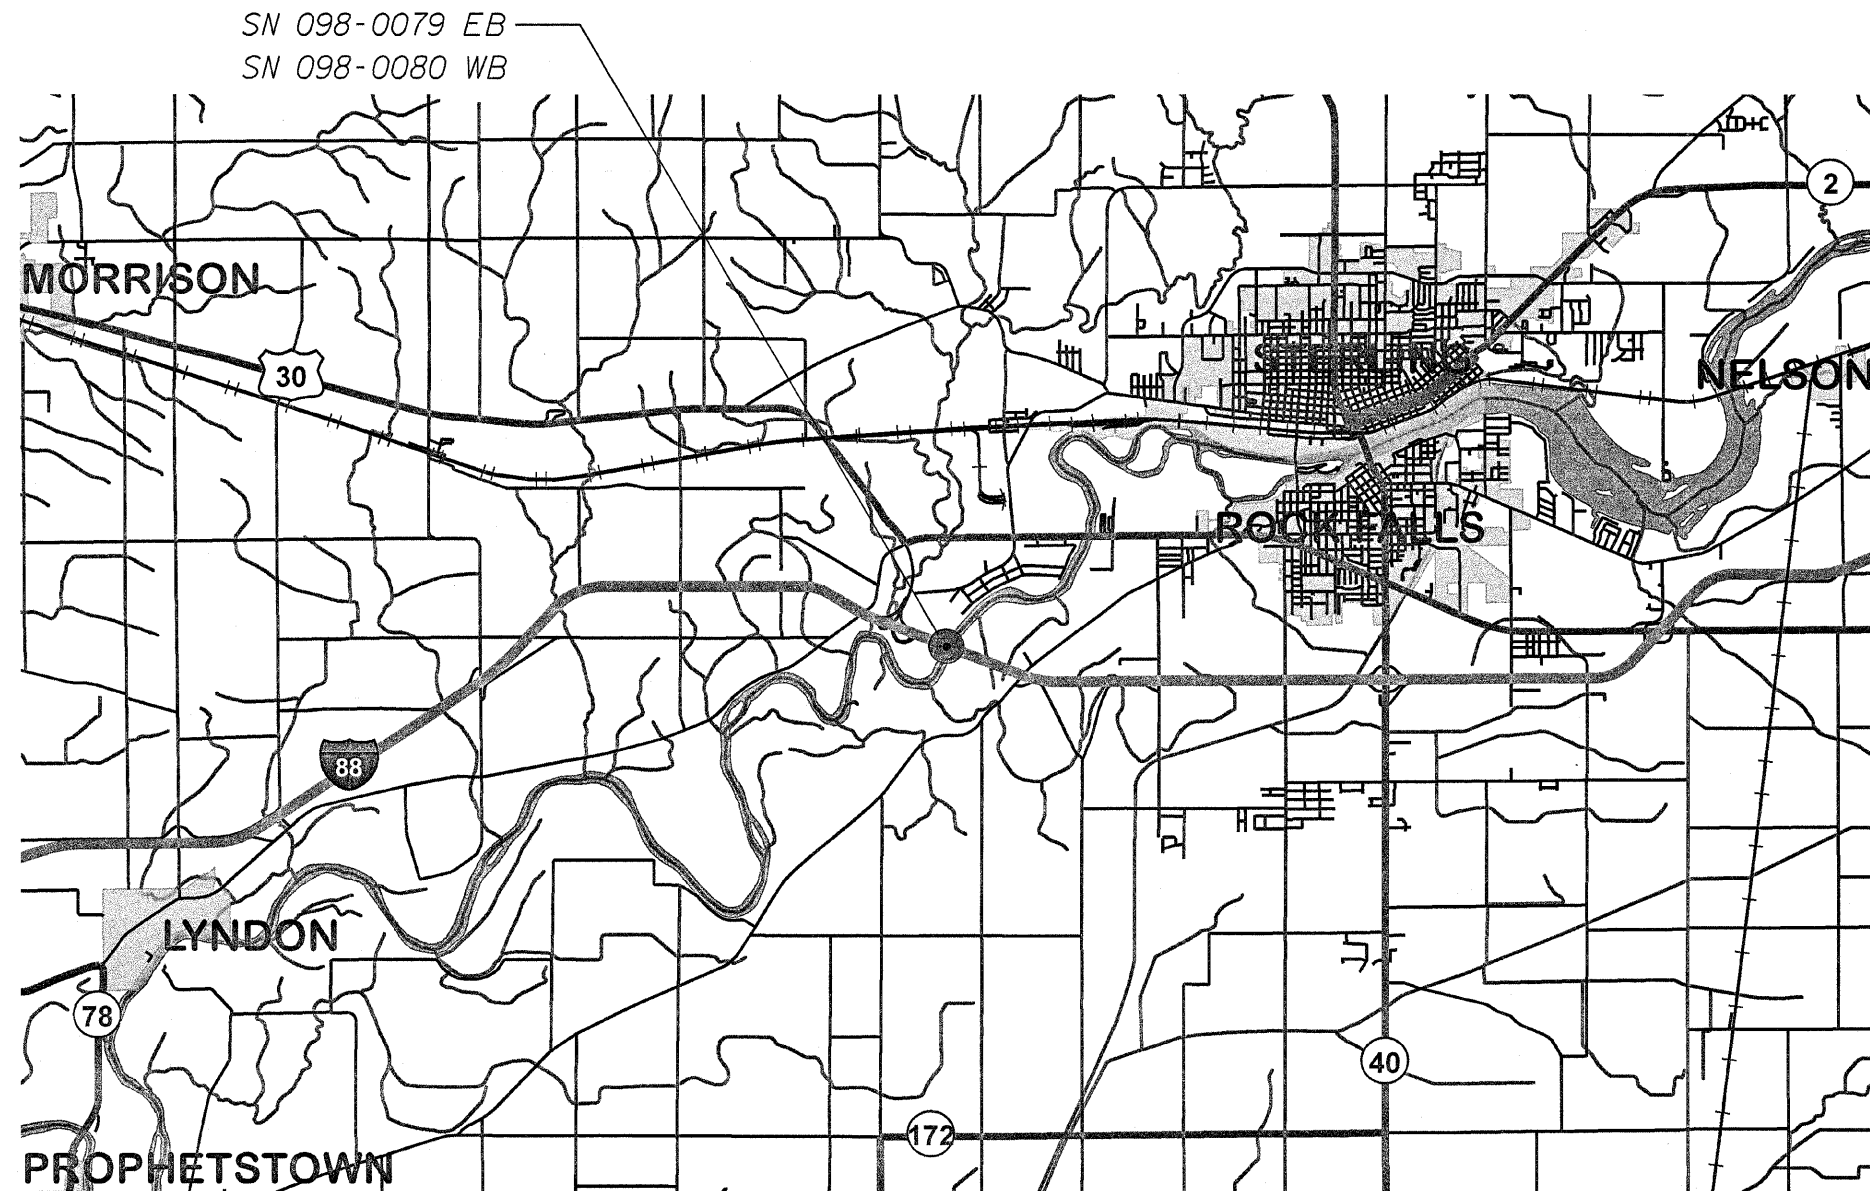 SN 098-0079 EB
SN 098-0080 WB
2
MORRISON
30
STERLING
NELSON
ROCK FALLS
88
LYNDON
78
40
172
PROPHETSTOWN